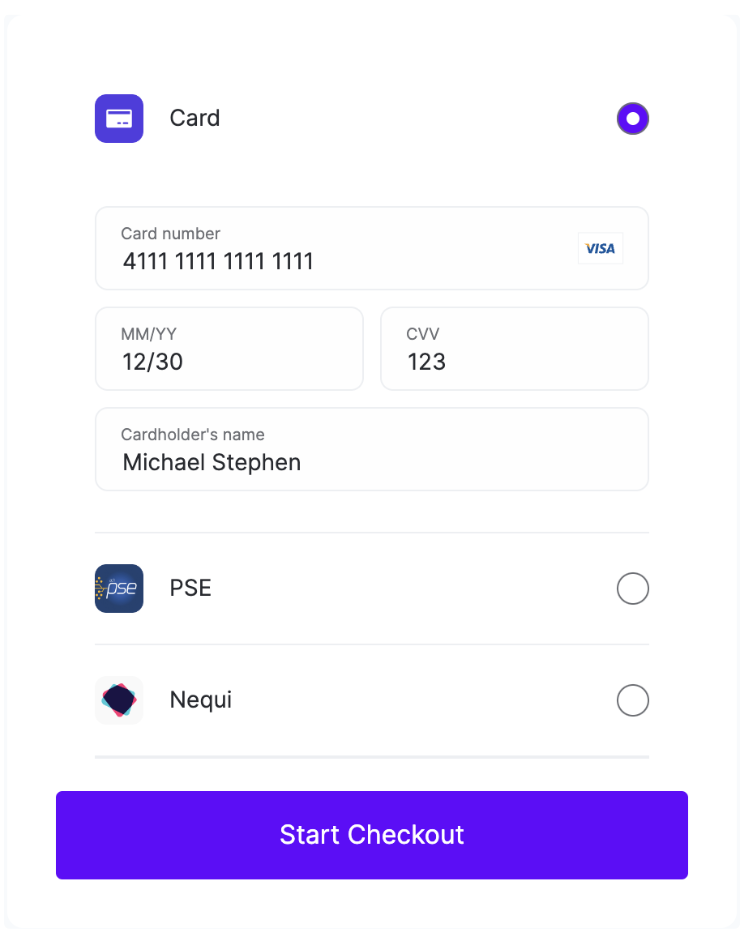 Card
Card number
4111 1111 1111 1111
VISA
MM/YY
12/30
CVV
123
Cardholder's name
Michael Stephen
pse
PSE
Nequi
Start Checkout